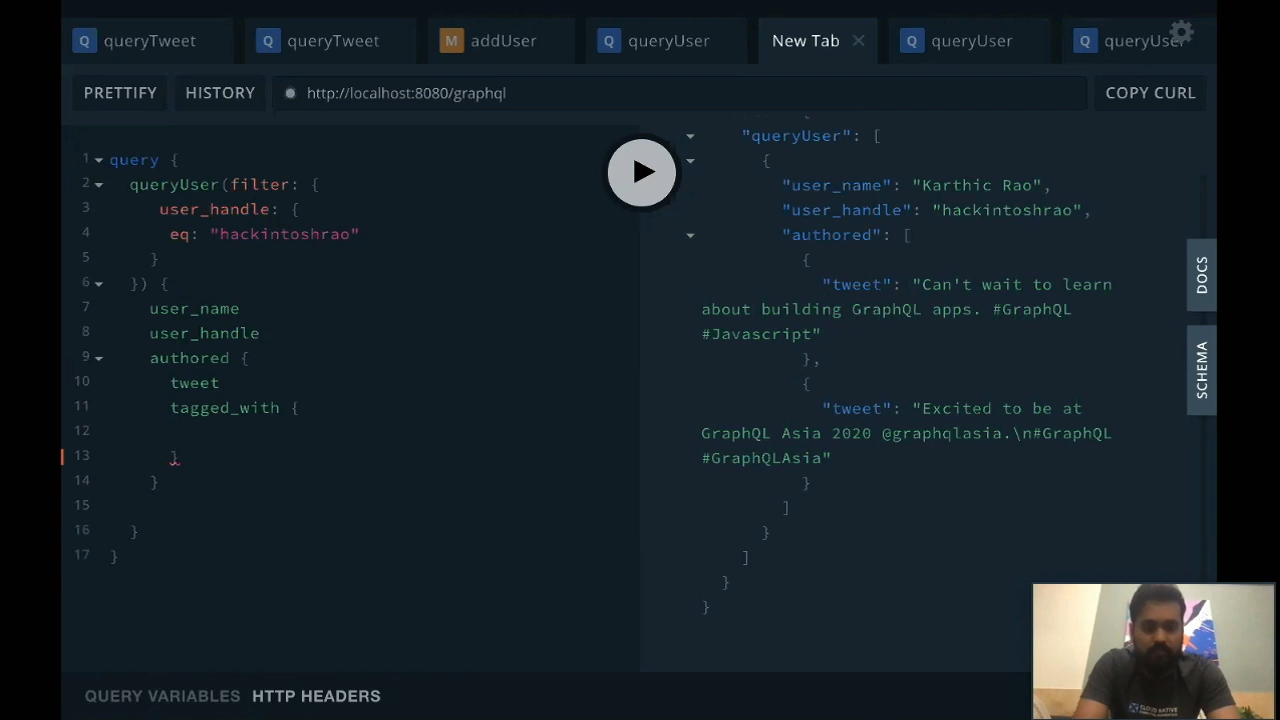 Q queryTweet
Q queryTweet
M addUser
Q queryUser
New Tab ×
Q queryUser
Q queryUser
PRETTIFY
HISTORY
http://localhost:8080/graphql
COPY CURL
1 query {
2 queryUser(filter: {
3 user_handle: {
4 eq: "hackintoshrao"
5 }
6 }) {
7 user_name
8 user_handle
9 authored {
10 tweet
11 tagged_with {
12
13 }
14 }
15
16 }
17 }
"queryUser": [
{
"user_name": "Karthic Rao",
"user_handle": "hackintoshrao",
"authored": [
{
"tweet": "Can't wait to learn
about building GraphQL apps. #GraphQL
#Javascript"
},
{
"tweet": "Excited to be at
GraphQL Asia 2020 @graphqlasia.\n#GraphQL
#GraphQLAsia"
}
]
}
]
}
}
DOCS
SCHEMA
QUERY VARIABLES
HTTP HEADERS
CLOUD NATIVE